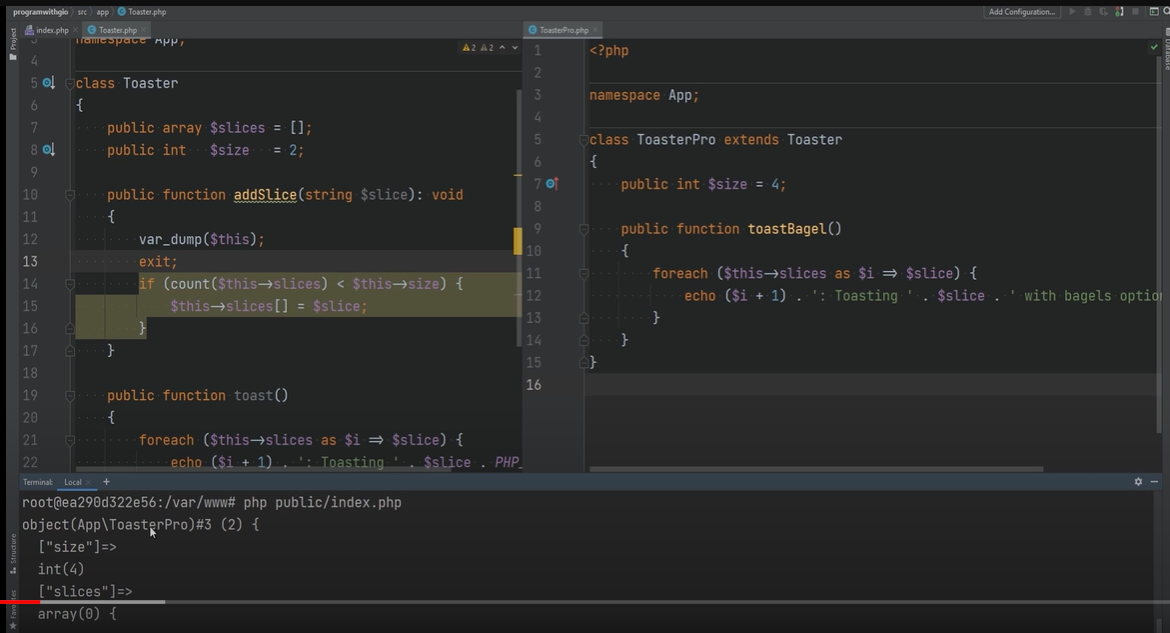 programwithgio src app Toaster.php Add Configuration...
index.php Toaster.php
3 namespace App;
2 2
4
5 class Toaster
6 {
7 public array $slices = [];
8 public int $size = 2;
9
10 public function addSlice(string $slice): void
11 {
12 var_dump($this);
13 exit;
14 if (count($this→slices) < $this→size) {
15 $this→slices[] = $slice;
16 }
17 }
18
19 public function toast()
20 {
21 foreach ($this→slices as $i ⇒ $slice) {
22 echo ($i + 1) . ': Toasting ' . $slice . PHP_
ToasterPro.php
1 <?php
2
3 namespace App;
4
5 class ToasterPro extends Toaster
6 {
7 public int $size = 4;
8
9 public function toastBagel()
10 {
11 foreach ($this→slices as $i ⇒ $slice) {
12 echo ($i + 1) . ': Toasting ' . $slice . ' with bagels optio
13 }
14 }
15 }
16
Project
Database
Structure
Favorites
Terminal: Local +
root@ea290d322e56:/var/www# php public/index.php
object(App\ToasterPro)#3 (2) {
["size"]=>
int(4)
["slices"]=>
array(0) {